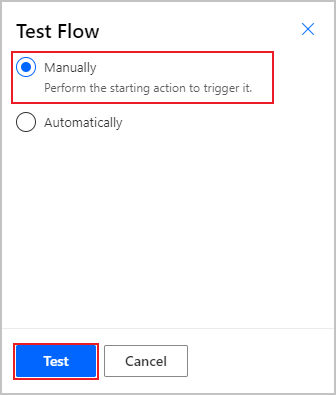 Test Flow
Manually
Perform the starting action to trigger it.
Automatically
Test
Cancel